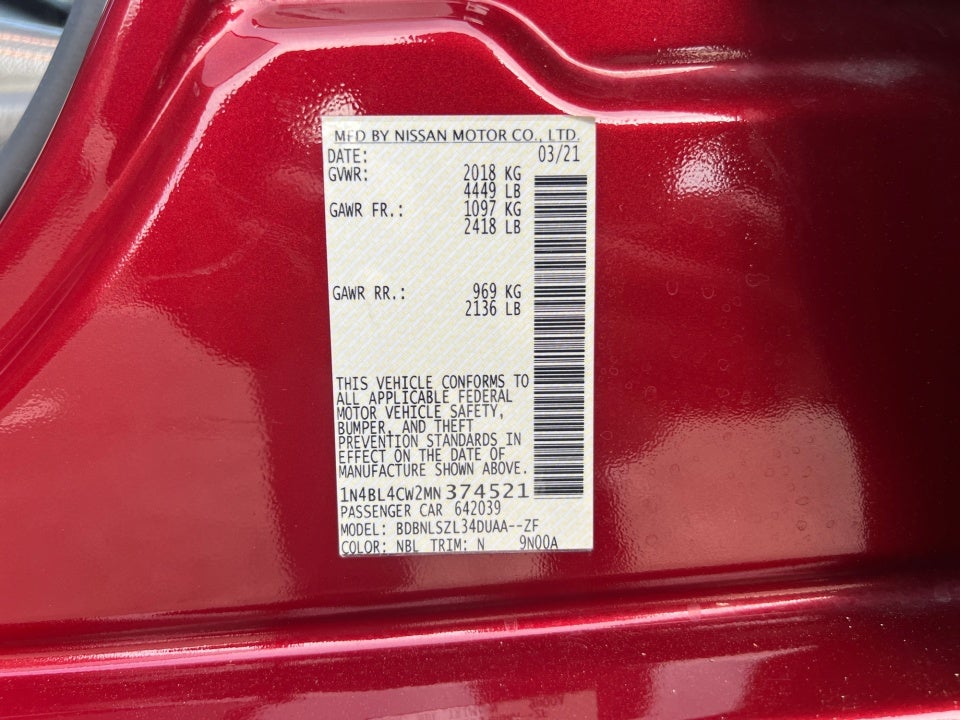 MFD BY NISSAN MOTOR CO., LTD.
DATE: 03/21
GVWR: 2018 KG
4449 LB
GAWR FR.: 1097 KG
2418 LB
GAWR RR.: 969 KG
2136 LB
THIS VEHICLE CONFORMS TO
ALL APPLICABLE FEDERAL
MOTOR VEHICLE SAFETY,
BUMPER, AND THEFT
PREVENTION STANDARDS IN
EFFECT ON THE DATE OF
MANUFACTURE SHOWN ABOVE.
1N4BL4CW2MN 374521
PASSENGER CAR 642039
MODEL: BDBNLSZL34DUAA--ZF
COLOR: NBL TRIM: N 9N00A